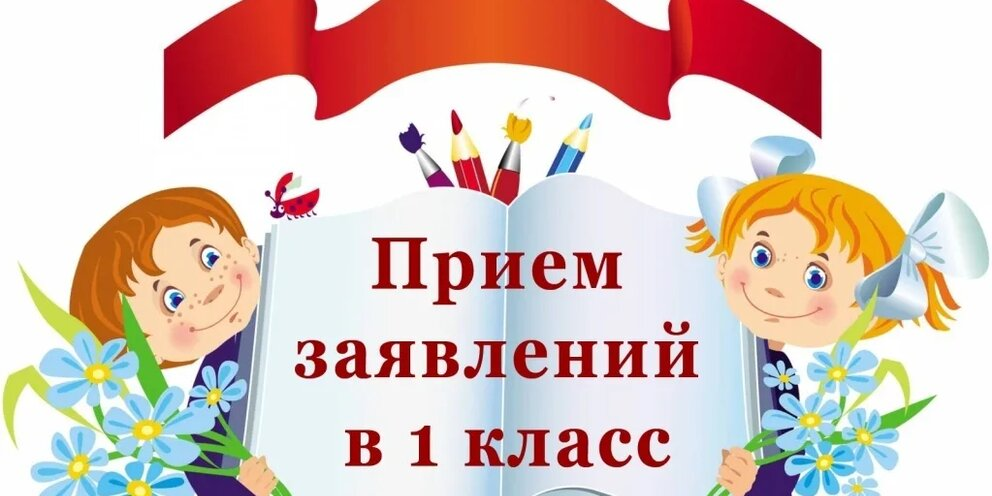 Прием
заявлений
в 1 класс